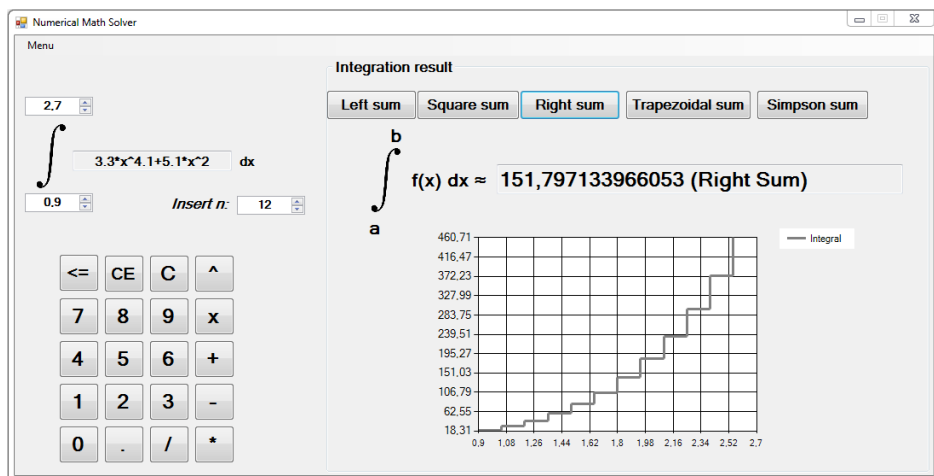 Numerical Math Solver
Menu
Integration result
Left sum Square sum Right sum Trapezoidal sum Simpson sum
2,7
3.3*x^4.1+5.1*x^2 dx
0,9
Insert n: 12
b
f(x) dx ≈ 151,797133966053 (Right Sum)
a
<= CE C ^
7 8 9 x
4 5 6 +
1 2 3 -
0 . / *
Integral
460,71
416,47
372,23
327,99
283,75
239,51
195,27
151,03
106,79
62,55
18,31
0,9 1,08 1,26 1,44 1,62 1,8 1,98 2,16 2,34 2,52 2,7